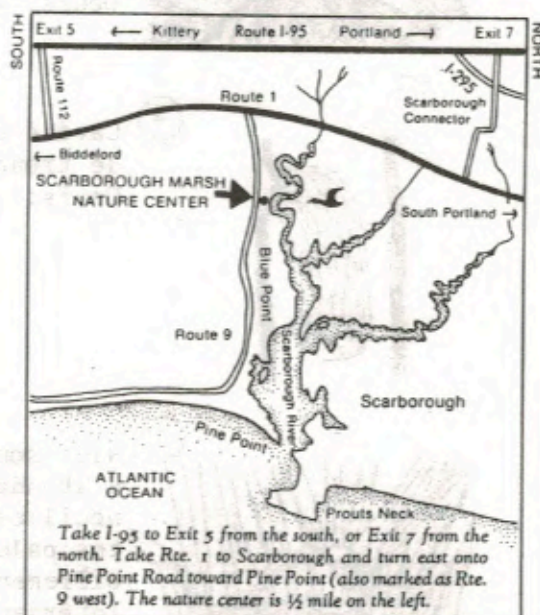 SOUTH
Exit 5 ← Kittery Route I-95 Portland → Exit 7
NORTH
Route 112
I-295
Route 1
Scarborough
Connector
← Biddeford
SCARBOROUGH MARSH
NATURE CENTER
South Portland →
Blue Point
Route 9
Scarborough River
Scarborough
Pine Point
ATLANTIC
OCEAN
Prouts Neck
Take I-95 to Exit 5 from the south, or Exit 7 from the
north. Take Rte. 1 to Scarborough and turn east onto
Pine Point Road toward Pine Point (also marked as Rte.
9 west). The nature center is ½ mile on the left.